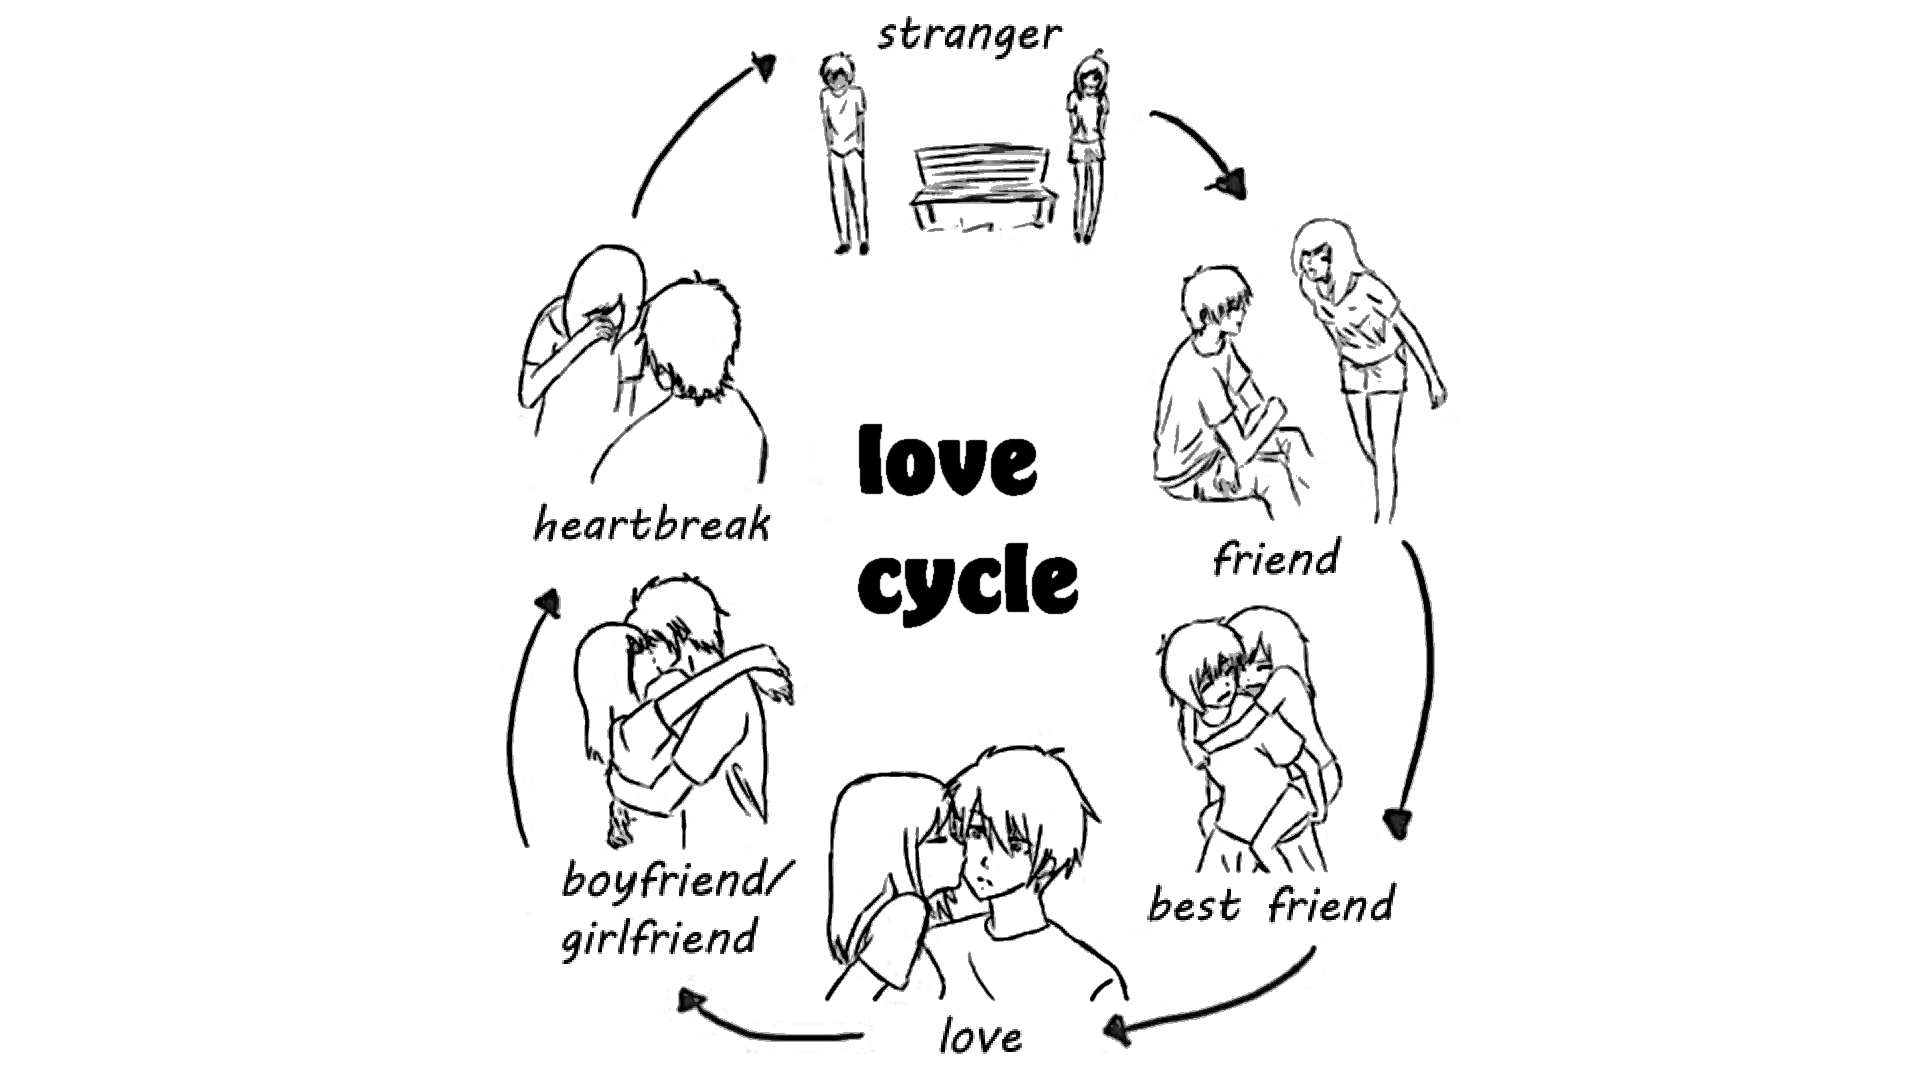 stranger
love
cycle
heartbreak
friend
boyfriend/
girlfriend
best friend
love